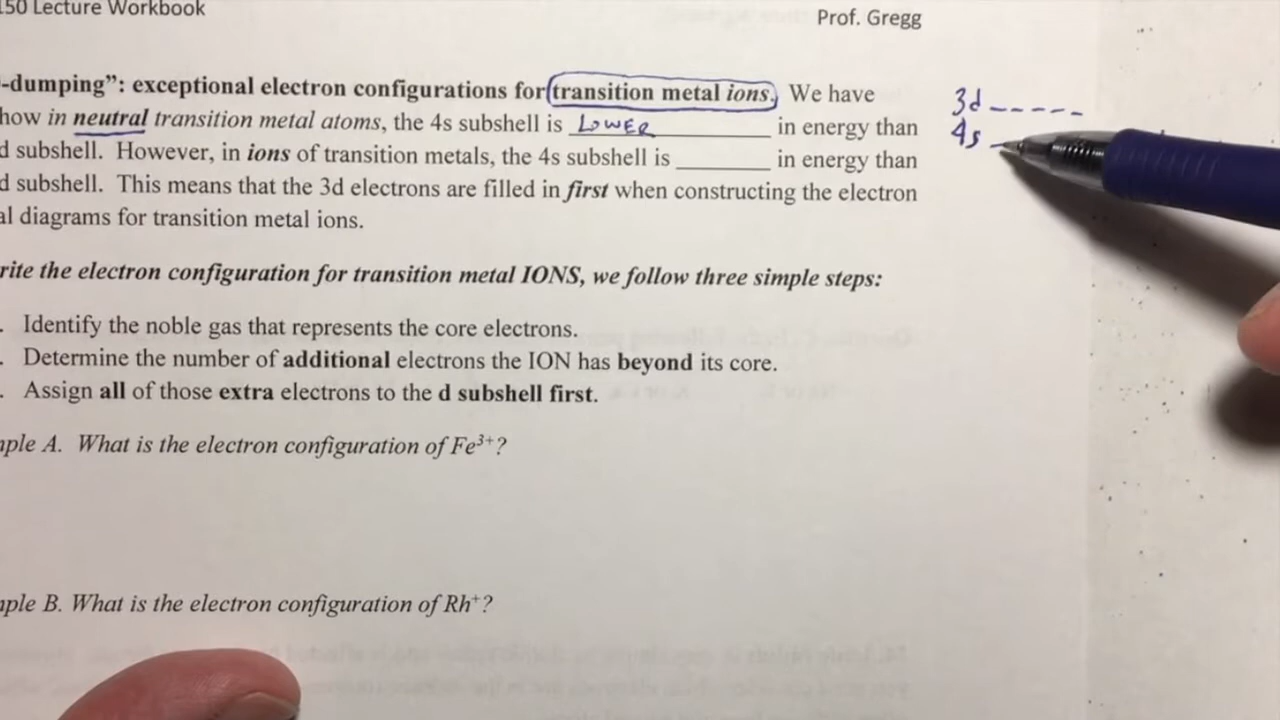 150 Lecture Workbook
Prof. Gregg
-dumping”: exceptional electron configurations for transition metal ions. We have
how in neutral transition metal atoms, the 4s subshell is LOWER in energy than
d subshell. However, in ions of transition metals, the 4s subshell is ________ in energy than
d subshell. This means that the 3d electrons are filled in first when constructing the electron
al diagrams for transition metal ions.
3d _ _ _ _ _
4s _
rite the electron configuration for transition metal IONS, we follow three simple steps:
. Identify the noble gas that represents the core electrons.
. Determine the number of additional electrons the ION has beyond its core.
. Assign all of those extra electrons to the d subshell first.
mple A. What is the electron configuration of Fe³⁺?
mple B. What is the electron configuration of Rh⁺?